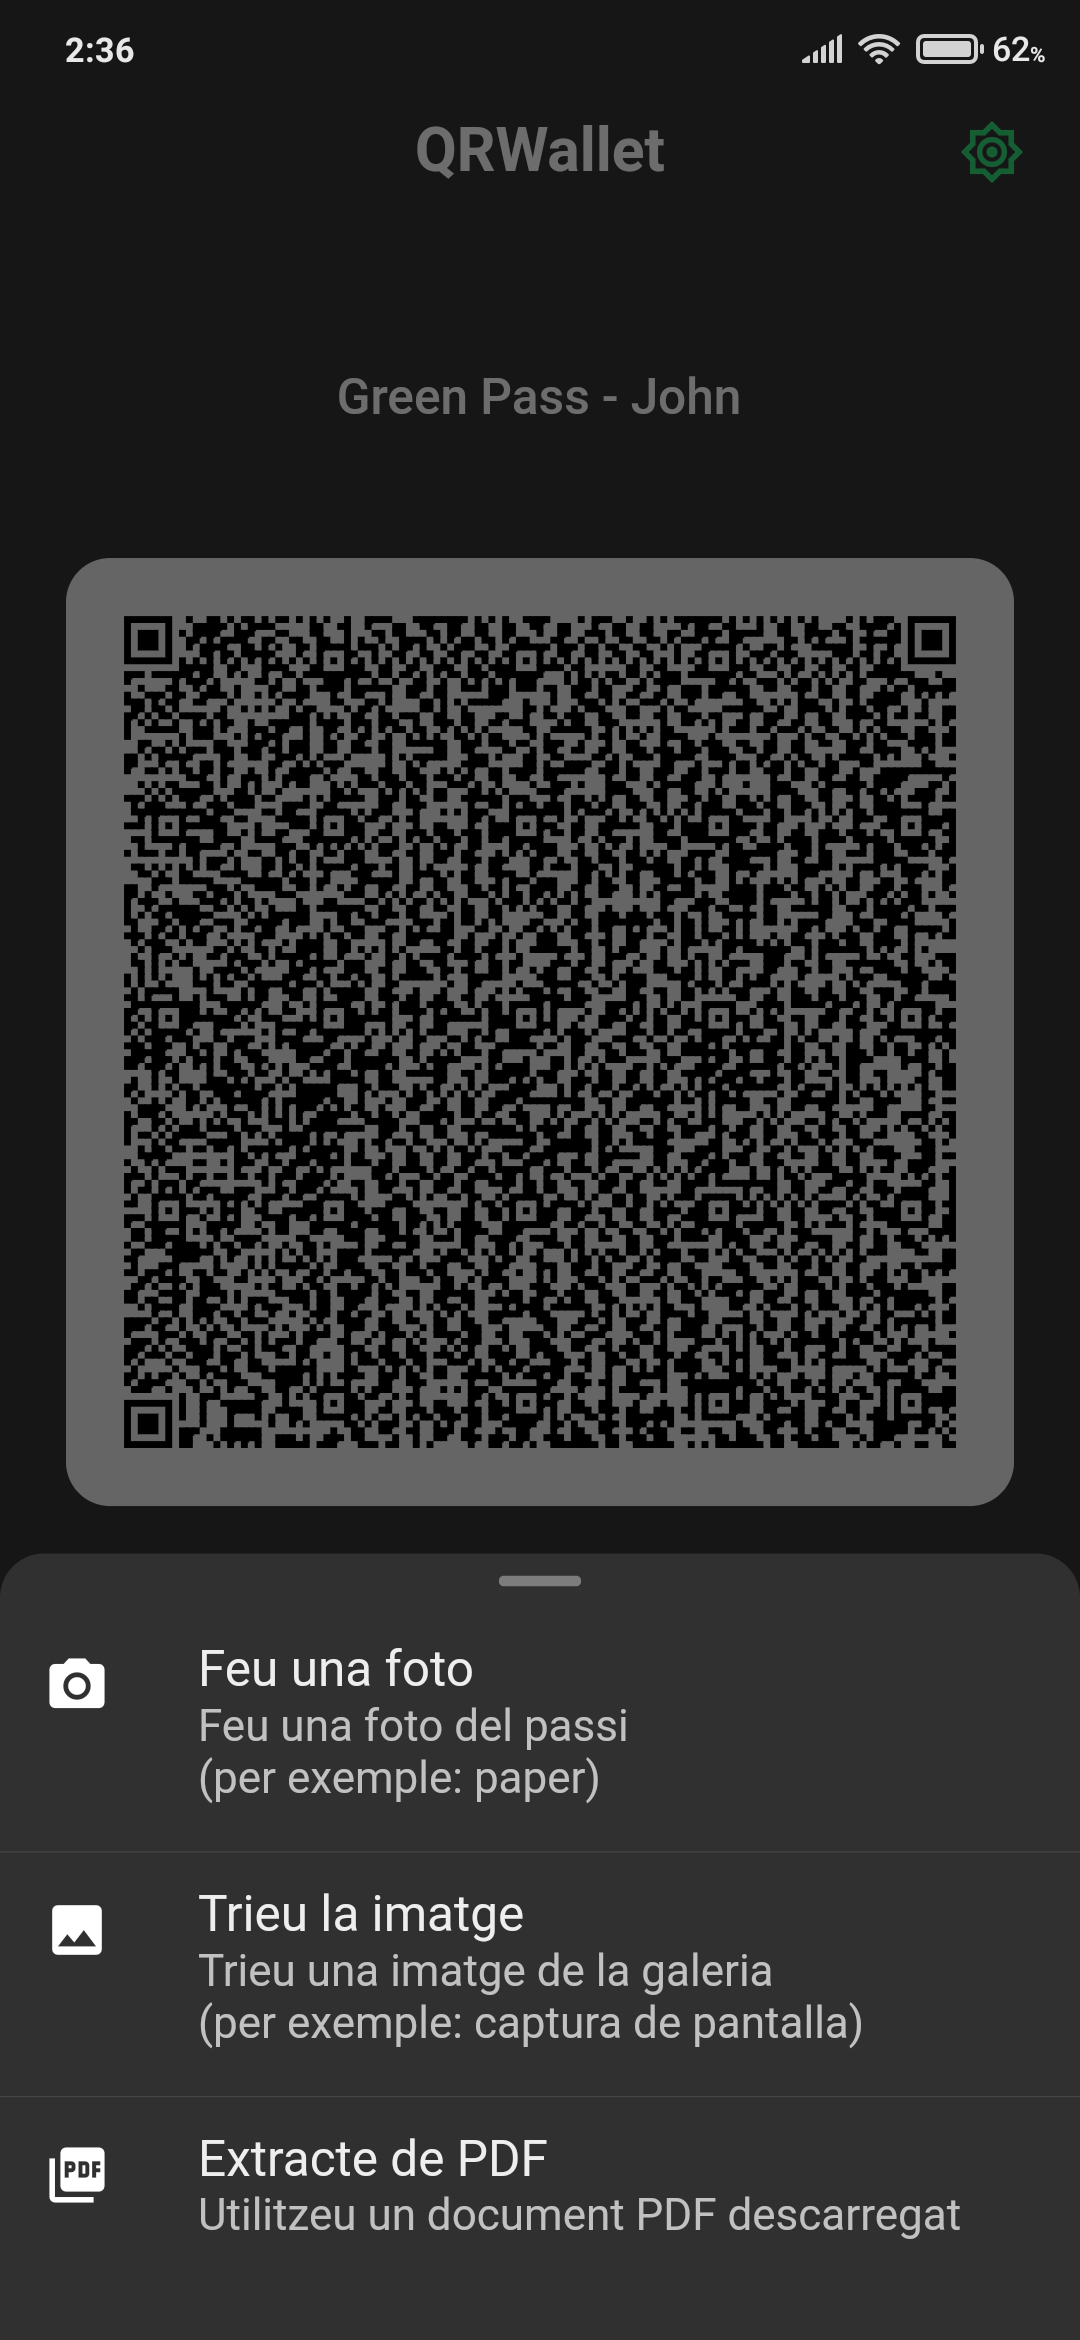 2:36
62%
QRWallet
Green Pass - John
Feu una foto
Feu una foto del passi
(per exemple: paper)
Trieu la imatge
Trieu una imatge de la galeria
(per exemple: captura de pantalla)
PDF
Extracte de PDF
Utilitzeu un document PDF descarregat